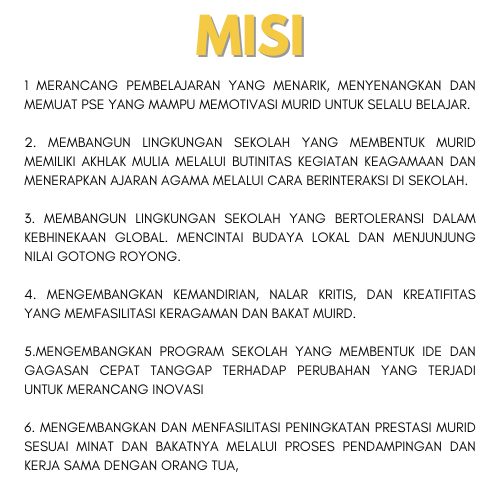 MISI
1 MERANCANG PEMBELAJARAN YANG MENARIK, MENYENANGKAN DAN
MEMUAT PSE YANG MAMPU MEMOTIVASI MURID UNTUK SELALU BELAJAR.
2. MEMBANGUN LINGKUNGAN SEKOLAH YANG MEMBENTUK MURID
MEMILIKI AKHLAK MULIA MELALUI BUTINITAS KEGIATAN KEAGAMAAN DAN
MENERAPKAN AJARAN AGAMA MELALUI CARA BERINTERAKSI DI SEKOLAH.
3. MEMBANGUN LINGKUNGAN SEKOLAH YANG BERTOLERANSI DALAM
KEBHINEKAAN GLOBAL. MENCINTAI BUDAYA LOKAL DAN MENJUNJUNG
NILAI GOTONG ROYONG.
4. MENGEMBANGKAN KEMANDIRIAN, NALAR KRITIS, DAN KREATIFITAS
YANG MEMFASILITASI KERAGAMAN DAN BAKAT MUIRD.
5.MENGEMBANGKAN PROGRAM SEKOLAH YANG MEMBENTUK IDE DAN
GAGASAN CEPAT TANGGAP TERHADAP PERUBAHAN YANG TERJADI
UNTUK MERANCANG INOVASI
6. MENGEMBANGKAN DAN MENFASILITASI PENINGKATAN PRESTASI MURID
SESUAI MINAT DAN BAKATNYA MELALUI PROSES PENDAMPINGAN DAN
KERJA SAMA DENGAN ORANG TUA,